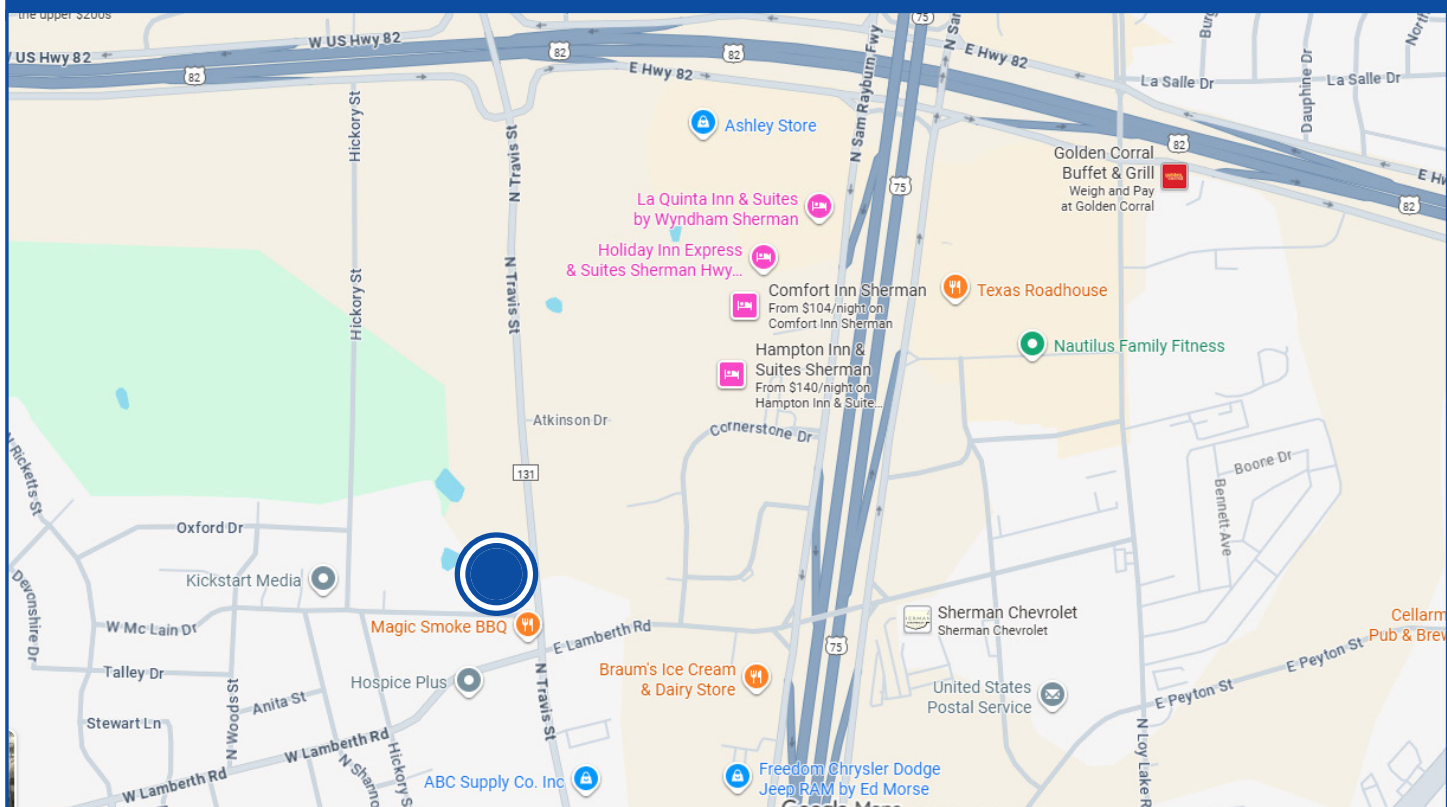 the upper $200s
W US Hwy 82
US Hwy 82
82
82
82
E Hwy 82
75
N Sam Rayburn Fwy
E Hwy 82
La Salle Dr
La Salle Dr
Dauphine Dr
Hickory St
N Travis St
Ashley Store
Golden Corral
Buffet & Grill
Weigh and Pay
at Golden Corral
82
82
75
La Quinta Inn & Suites
by Wyndham Sherman
Holiday Inn Express
& Suites Sherman Hwy...
Comfort Inn Sherman
From $104/night on
Comfort Inn Sherman
Texas Roadhouse
Hickory St
N Travis St
Nautilus Family Fitness
Hampton Inn &
Suites Sherman
From $140/night on
Hampton Inn & Suite...
Atkinson Dr
Cornerstone Dr
131
N Ricketts St
Boone Dr
Bennett Ave
Oxford Dr
Kickstart Media
Devonshire Dr
W Mc Lain Dr
Magic Smoke BBQ
E Lamberth Rd
Sherman Chevrolet
Sherman Chevrolet
Cellarm
Pub & Brew
75
Talley Dr
Hospice Plus
N Travis St
Braum's Ice Cream
& Dairy Store
E Peyton St
E Peyton St
United States
Postal Service
Stewart Ln
N Woods St
Anita St
W Lamberth Rd
W Lamberth Rd
N Shanno
Hickory S
N Loy Lake R
ABC Supply Co. Inc
Freedom Chrysler Dodge
Jeep RAM by Ed Morse
Google Maps